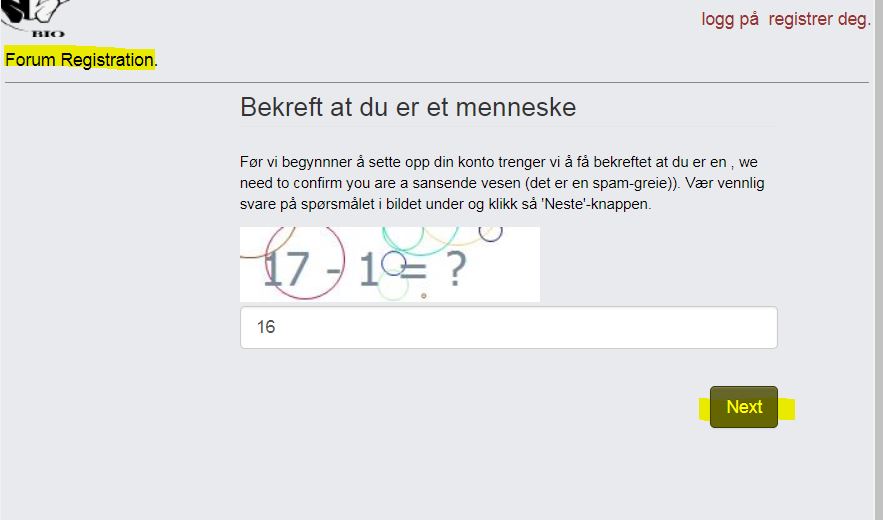 BIO
logg på registrer deg.
Forum Registration.
Bekreft at du er et menneske
Før vi begynnner å sette opp din konto trenger vi å få bekreftet at du er en , we
need to confirm you are a sansende vesen (det er en spam-greie)). Vær vennlig
svare på spørsmålet i bildet under og klikk så 'Neste'-knappen.
17 - 1 = ?
16
Next